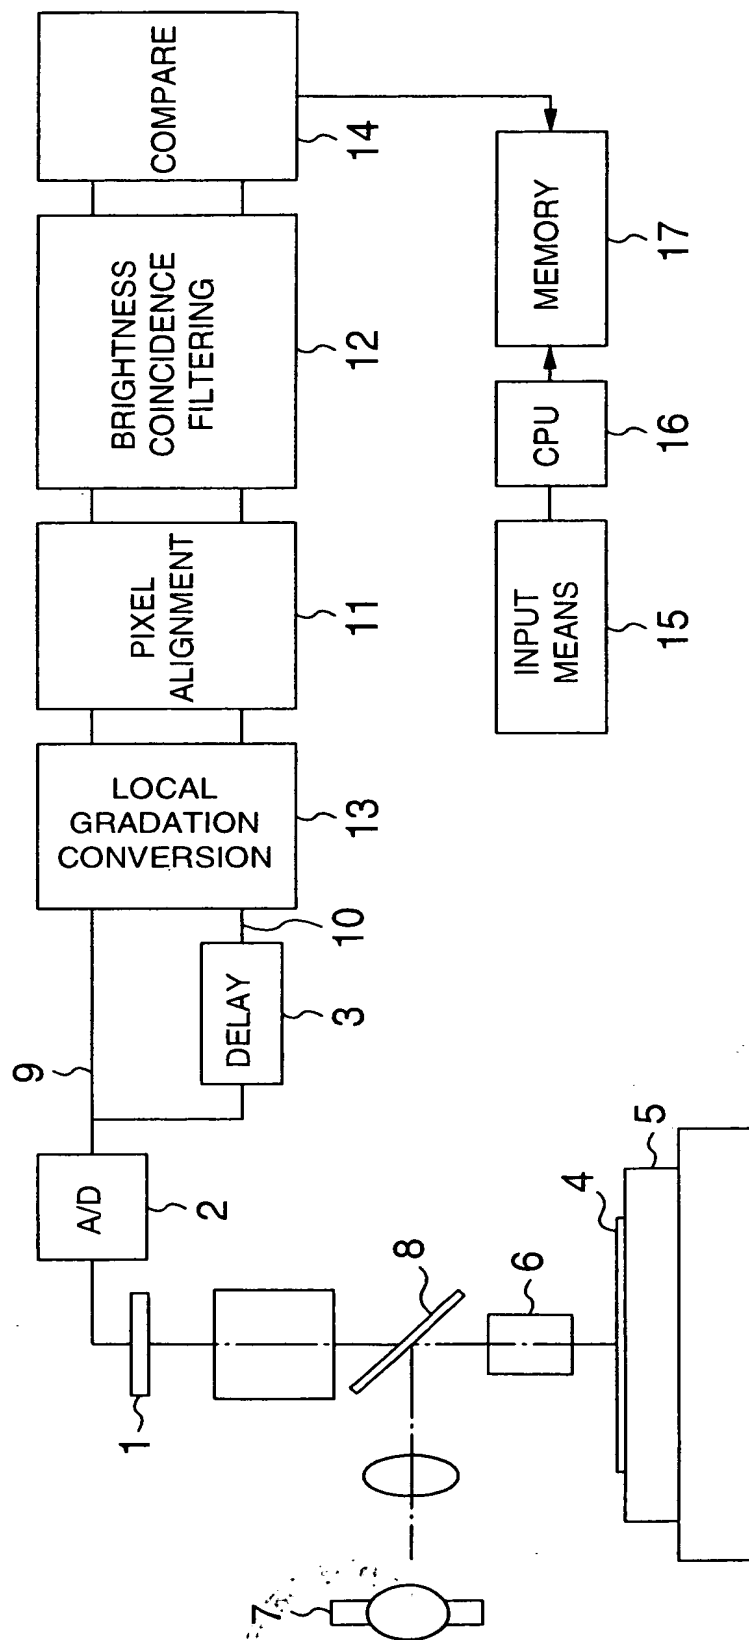 7
1
A/D
2
9
DELAY
3
10
LOCAL
GRADATION
CONVERSION
13
PIXEL
ALIGNMENT
11
BRIGHTNESS
COINCIDENCE
FILTERING
12
COMPARE
14
8
6
4
5
INPUT
MEANS
15
CPU
16
MEMORY
17